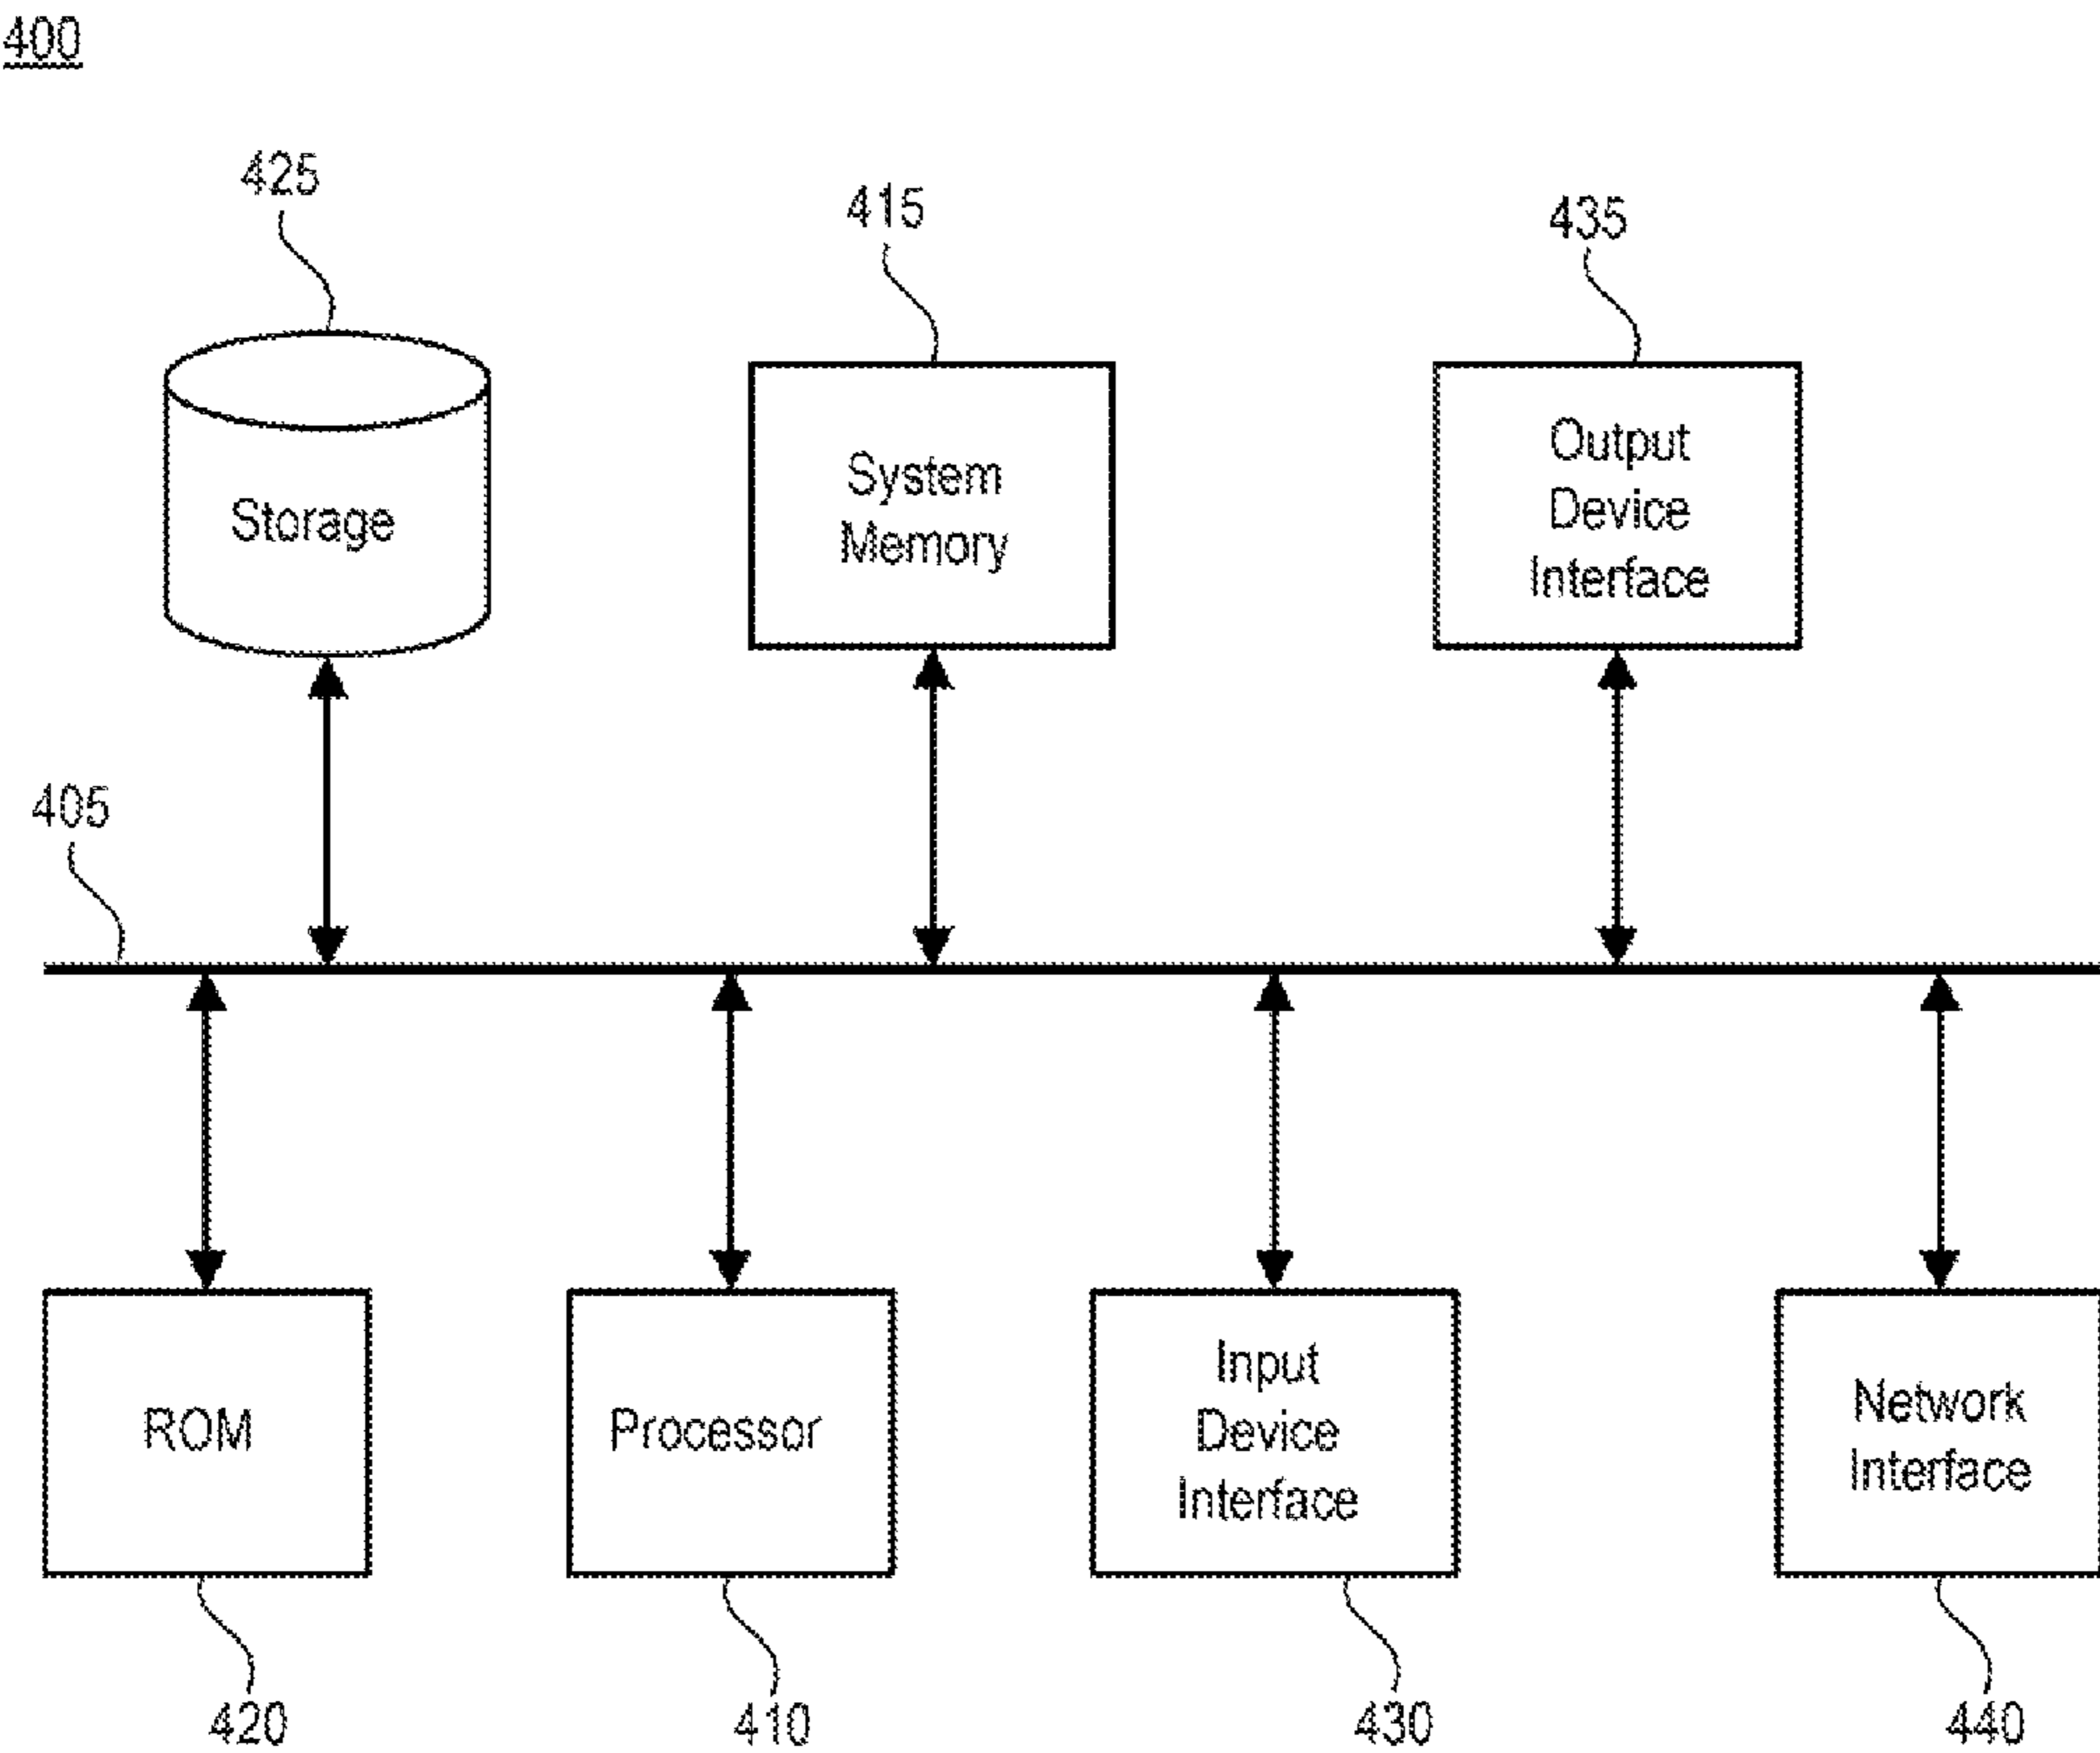 400
425
415
435
Storage
System
Memory
Output
Device
Interface
405
ROM
Processor
Input
Device
Interface
Network
Interface
420
410
430
440